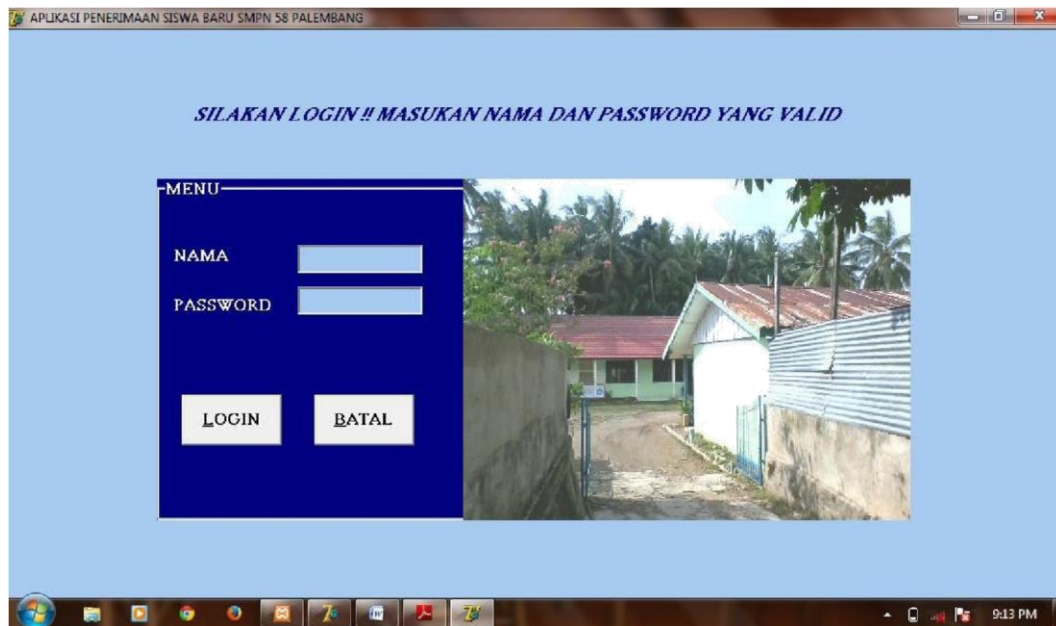 APLIKASI PENERIMAAN SISWA BARU SMPN 58 PALEMBANG
SILAKAN LOGIN !! MASUKAN NAMA DAN PASSWORD YANG VALID
MENU
NAMA
PASSWORD
LOGIN
BATAL
9:13 PM